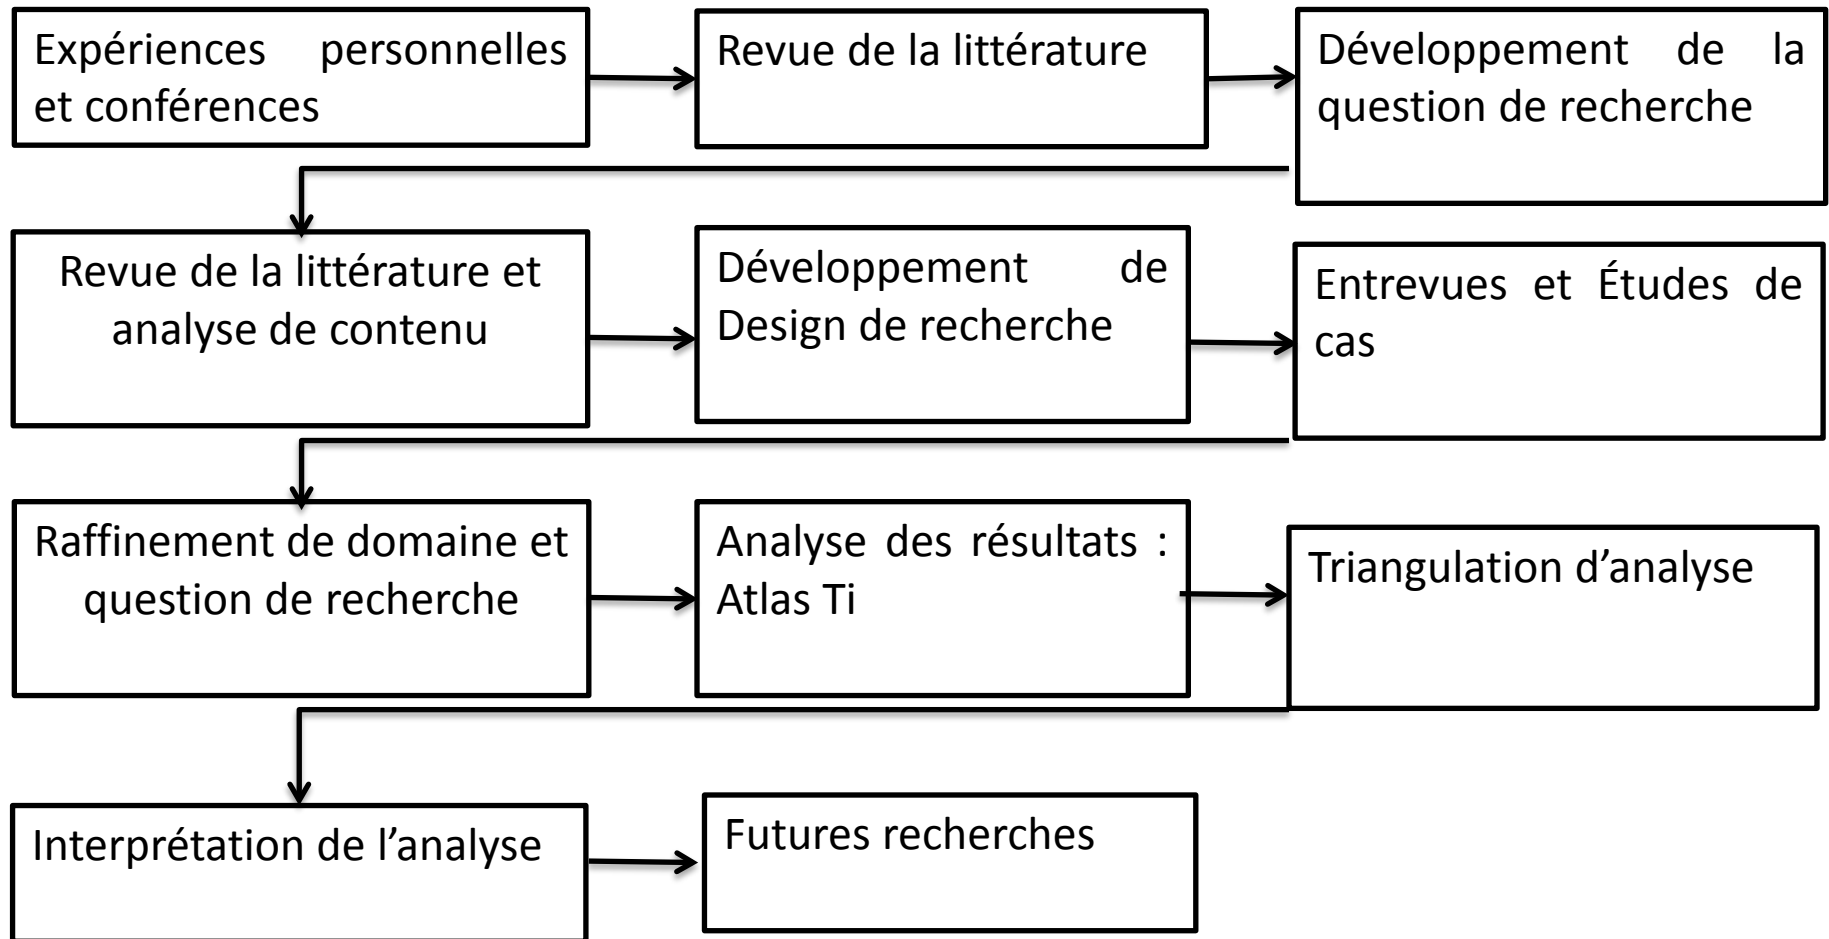 Expériences personnelles
et conférences
Revue de la littérature
Développement de la
question de recherche
Revue de la littérature et
analyse de contenu
Développement de
Design de recherche
Entrevues et Études de
cas
Raffinement de domaine et
question de recherche
Analyse des résultats :
Atlas Ti
Triangulation d’analyse
Interprétation de l’analyse
Futures recherches